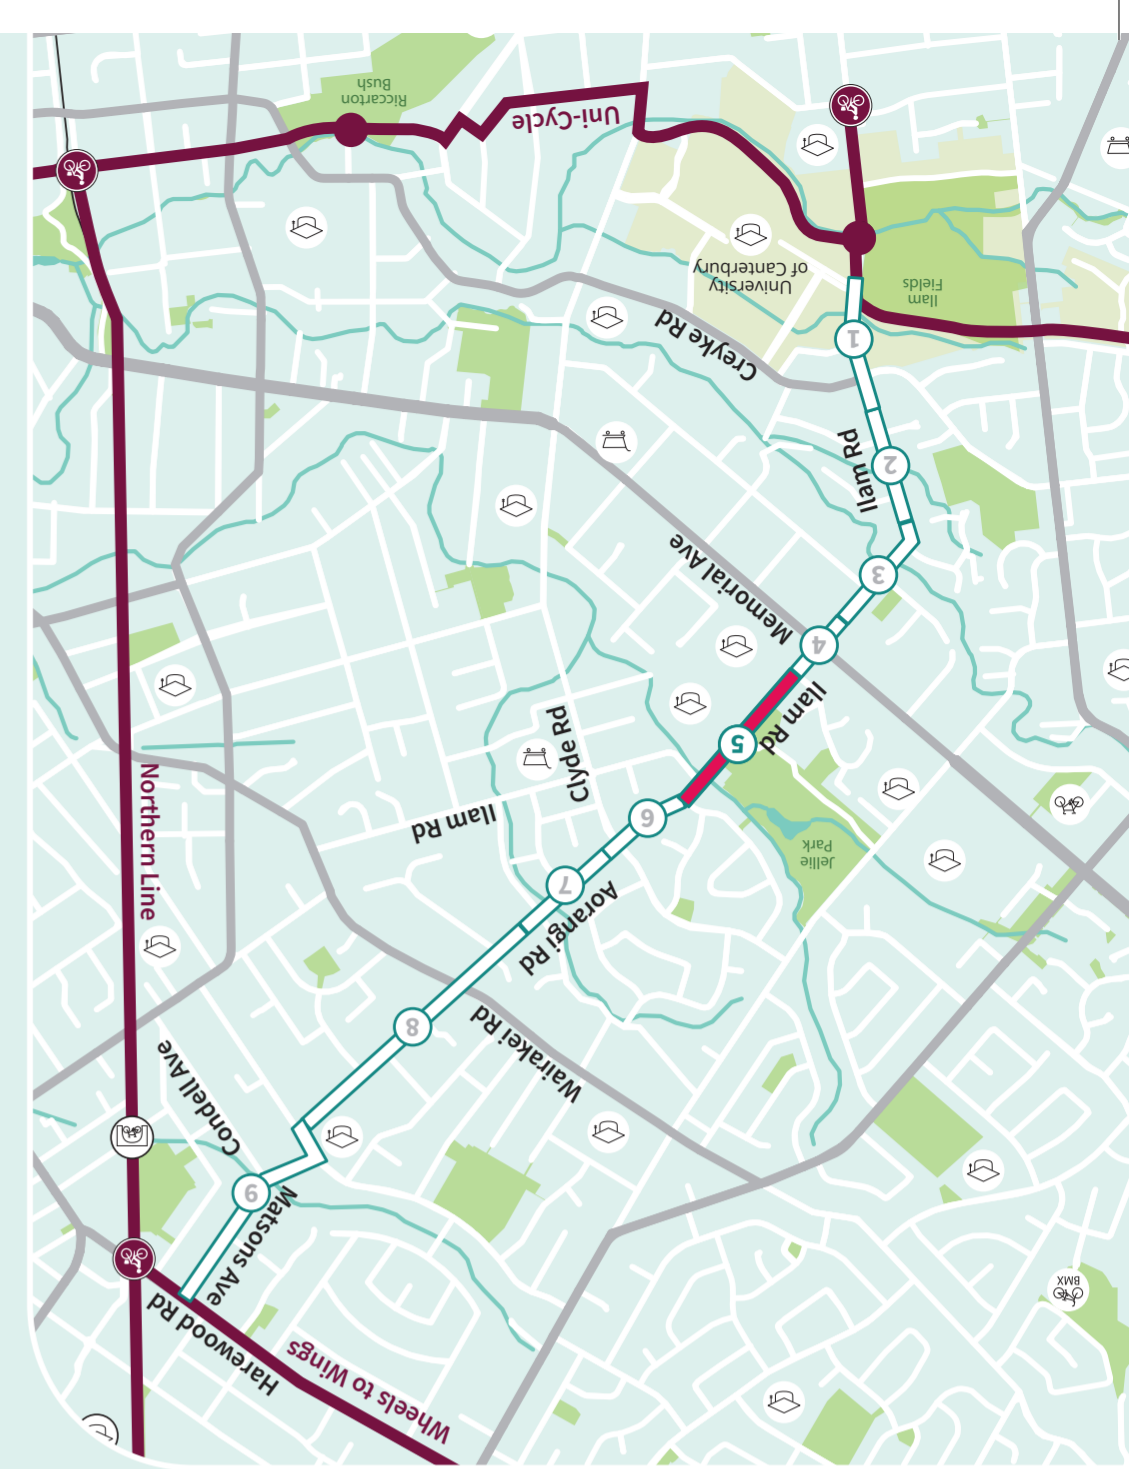 Wheels to Wings
Harewood Rd
BMX
Matsons Ave
9
Condell Ave
Wairakei Rd
8
Aorangi Rd
7
Jellie
Park
Northern Line
Ilam Rd
6
Clyde Rd
5
Ilam Rd
4
Memorial Ave
3
Ilam Rd
2
Creyke Rd
1
Ilam
Fields
University
of Canterbury
Uni-Cycle
Riccarton
Bush